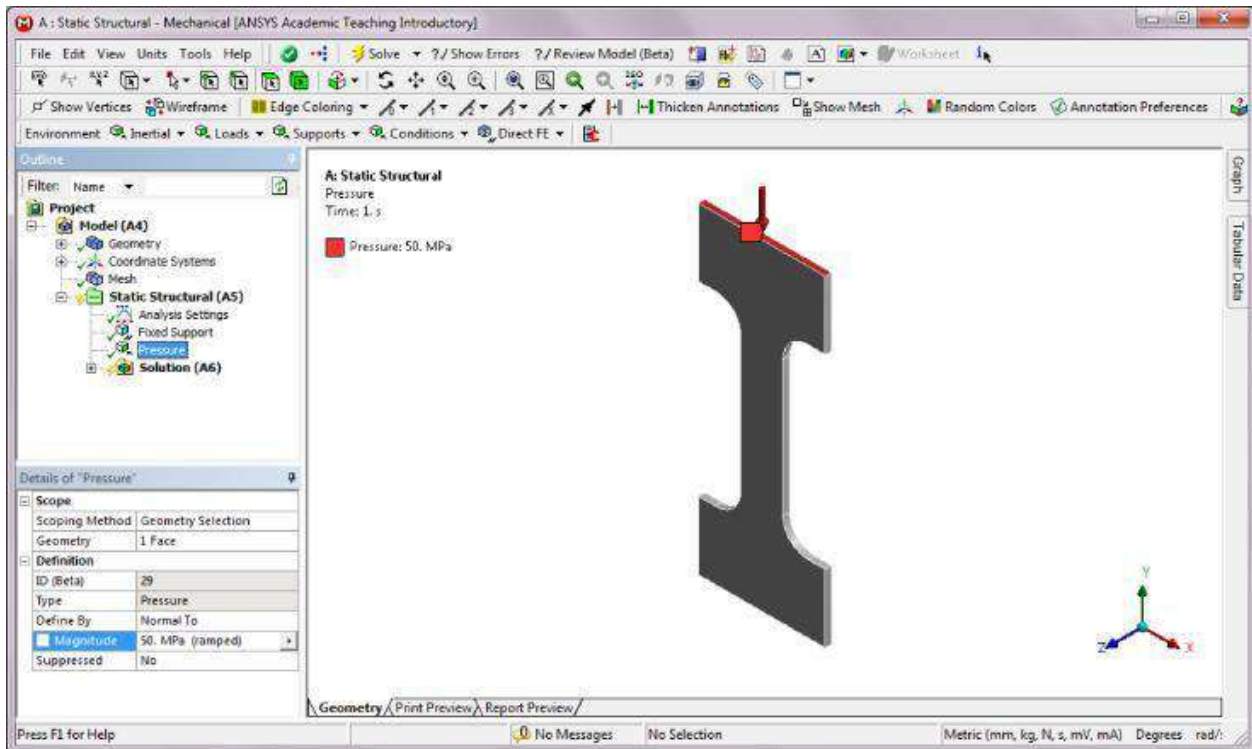 A : Static Structural - Mechanical [ANSYS Academic Teaching Introductory]
File Edit View Units Tools Help Solve ?/ Show Errors ?/ Review Model (Beta) A Worksheet
Show Vertices Wireframe Edge Coloring Thicken Annotations Show Mesh Random Colors Annotation Preferences
Environment Inertial Loads Supports Conditions Direct FE
Outline
Filter: Name
Project
Model (A4)
Geometry
Coordinate Systems
Mesh
Static Structural (A5)
Analysis Settings
Fixed Support
Pressure
Solution (A6)
Details of "Pressure"
Scope
Scoping Method Geometry Selection
Geometry 1 Face
Definition
ID (Beta) 29
Type Pressure
Define By Normal To
Magnitude 50. MPa (ramped)
Suppressed No
A: Static Structural
Pressure
Time: 1. s
Pressure: 50. MPa
Y
Z X
Graph
Tabular Data
Geometry Print Preview Report Preview
Press F1 for Help No Messages No Selection Metric (mm, kg, N, s, mV, mA) Degrees rad/